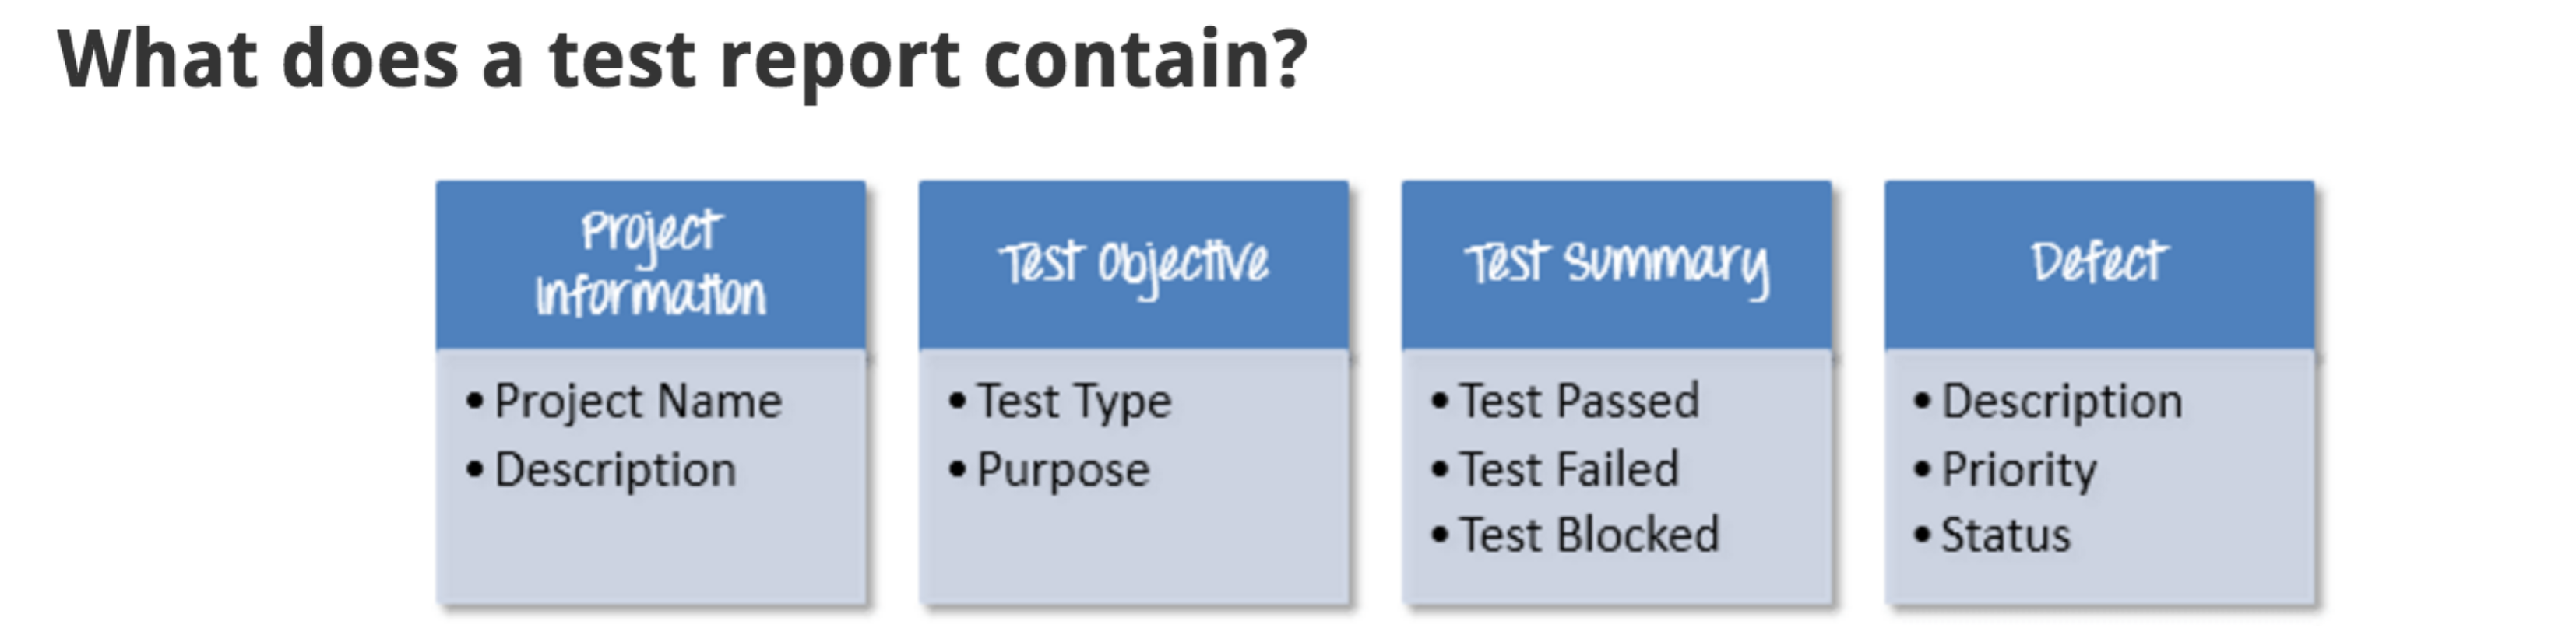 What does a test report contain?
Project
Information
• Project Name
• Description
Test Objective
• Test Type
• Purpose
Test Summary
• Test Passed
• Test Failed
• Test Blocked
Defect
• Description
• Priority
• Status